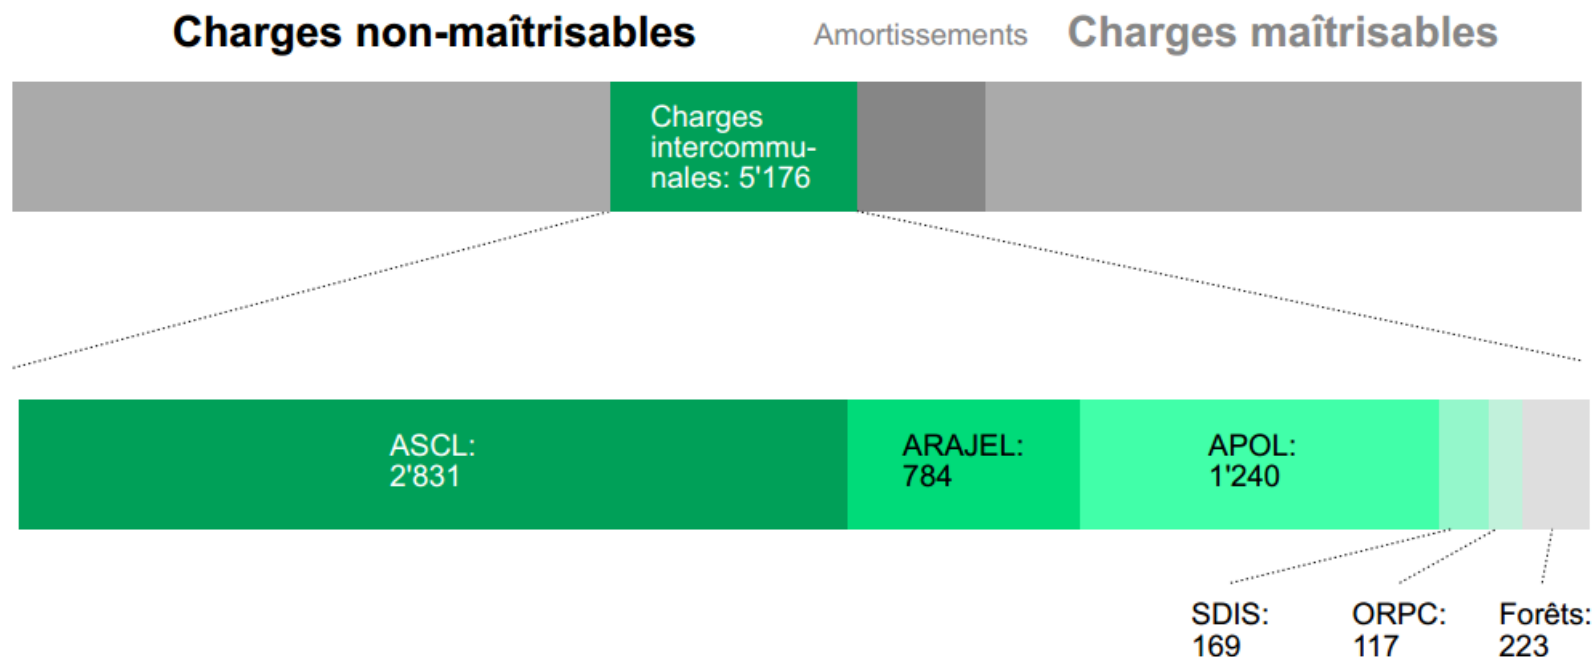 Charges non-maîtrisables
Amortissements
Charges maîtrisables
Charges
intercommu-
nales: 5'176
ASCL:
2'831
ARAJEL:
784
APOL:
1'240
SDIS:
169
ORPC:
117
Forêts:
223